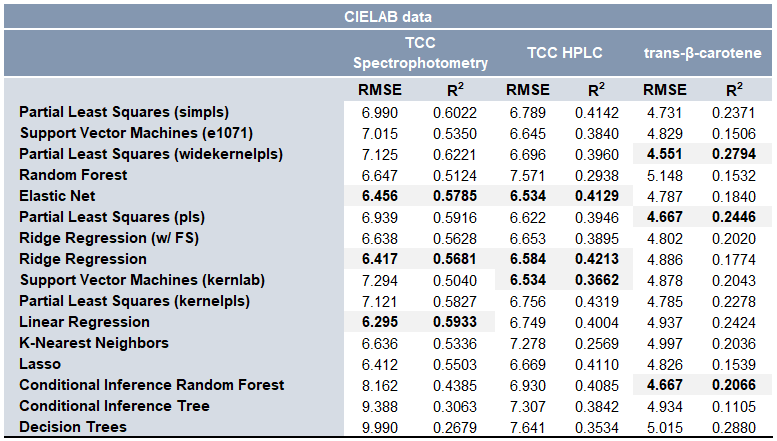 CIELAB data
TCC Spectrophotometry TCC HPLC trans-β-carotene
RMSE R² RMSE R² RMSE R²
Partial Least Squares (simpls) 6.990 0.6022 6.789 0.4142 4.731 0.2371
Support Vector Machines (e1071) 7.015 0.5350 6.645 0.3840 4.829 0.1506
Partial Least Squares (widekernelpls) 7.125 0.6221 6.696 0.3960 4.551 0.2794
Random Forest 6.647 0.5124 7.571 0.2938 5.148 0.1532
Elastic Net 6.456 0.5785 6.534 0.4129 4.787 0.1840
Partial Least Squares (pls) 6.939 0.5916 6.622 0.3946 4.667 0.2446
Ridge Regression (w/ FS) 6.638 0.5628 6.653 0.3895 4.802 0.2020
Ridge Regression 6.417 0.5681 6.584 0.4213 4.886 0.1774
Support Vector Machines (kernlab) 7.294 0.5040 6.534 0.3662 4.878 0.2043
Partial Least Squares (kernelpls) 7.121 0.5827 6.756 0.4319 4.785 0.2278
Linear Regression 6.295 0.5933 6.749 0.4004 4.937 0.2424
K-Nearest Neighbors 6.636 0.5336 7.278 0.2569 4.997 0.2036
Lasso 6.412 0.5503 6.669 0.4110 4.826 0.1539
Conditional Inference Random Forest 8.162 0.4385 6.930 0.4085 4.667 0.2066
Conditional Inference Tree 9.388 0.3063 7.307 0.3842 4.934 0.1105
Decision Trees 9.990 0.2679 7.641 0.3534 5.015 0.2880